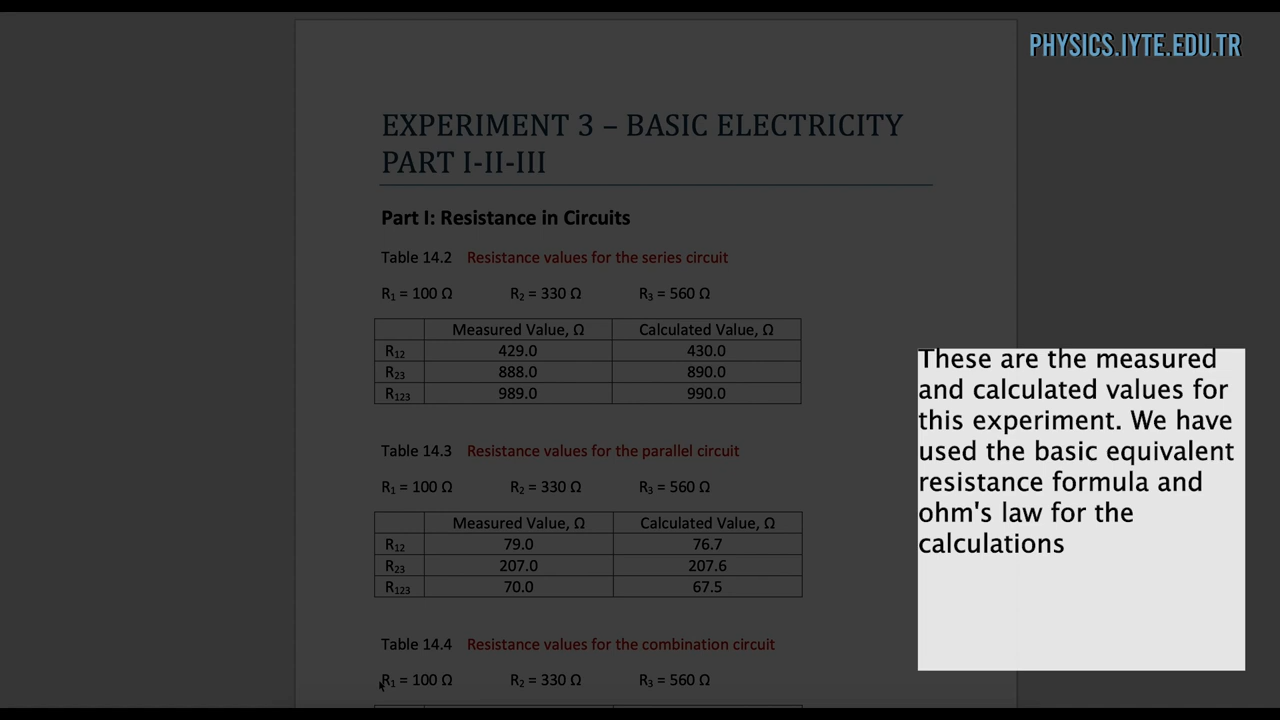 PHYSICS.IYTE.EDU.TR
EXPERIMENT 3 – BASIC ELECTRICITY
PART I-II-III
Part I: Resistance in Circuits
Table 14.2 Resistance values for the series circuit
R₁ = 100 Ω R₂ = 330 Ω R₃ = 560 Ω
Measured Value, Ω Calculated Value, Ω
R₁₂ 429.0 430.0
R₂₃ 888.0 890.0
R₁₂₃ 989.0 990.0
Table 14.3 Resistance values for the parallel circuit
R₁ = 100 Ω R₂ = 330 Ω R₃ = 560 Ω
Measured Value, Ω Calculated Value, Ω
R₁₂ 79.0 76.7
R₂₃ 207.0 207.6
R₁₂₃ 70.0 67.5
Table 14.4 Resistance values for the combination circuit
R₁ = 100 Ω R₂ = 330 Ω R₃ = 560 Ω
These are the measured
and calculated values for
this experiment. We have
used the basic equivalent
resistance formula and
ohm's law for the
calculations